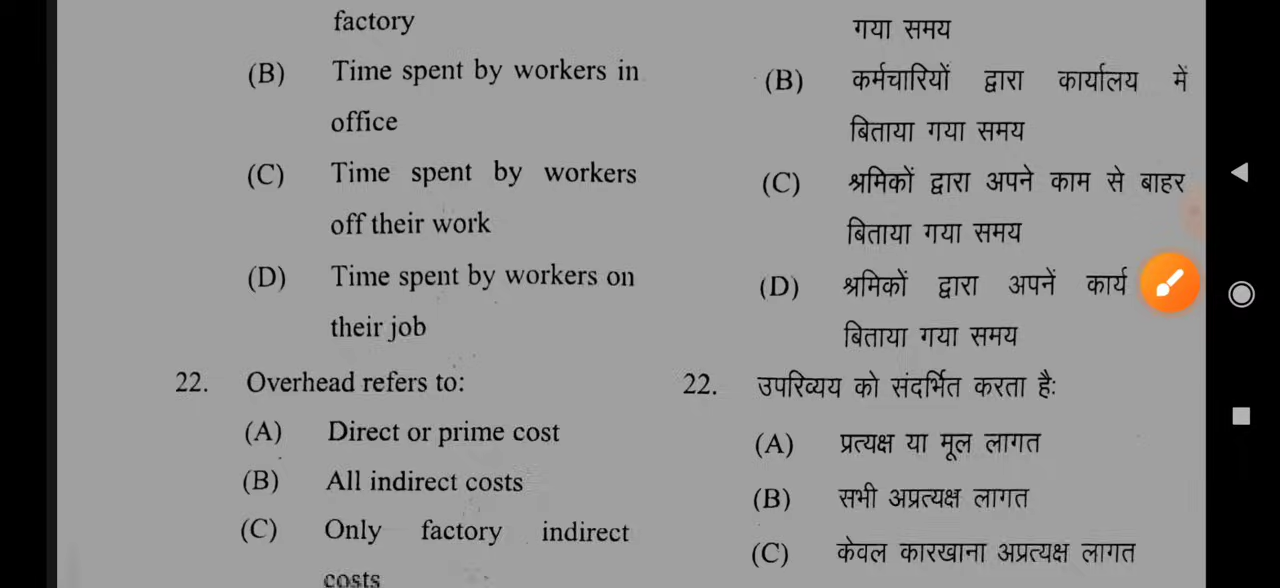 factory
(B) Time spent by workers in
office
(C) Time spent by workers
off their work
(D) Time spent by workers on
their job
22. Overhead refers to:
(A) Direct or prime cost
(B) All indirect costs
(C) Only factory indirect
costs
गया समय
(B) कर्मचारियों द्वारा कार्यालय में
बिताया गया समय
(C) श्रमिकों द्वारा अपने काम से बाहर
बिताया गया समय
(D) श्रमिकों द्वारा अपनें कार्य
बिताया गया समय
22. उपरिव्यय को संदर्भित करता है:
(A) प्रत्यक्ष या मूल लागत
(B) सभी अप्रत्यक्ष लागत
(C) केवल कारखाना अप्रत्यक्ष लागत